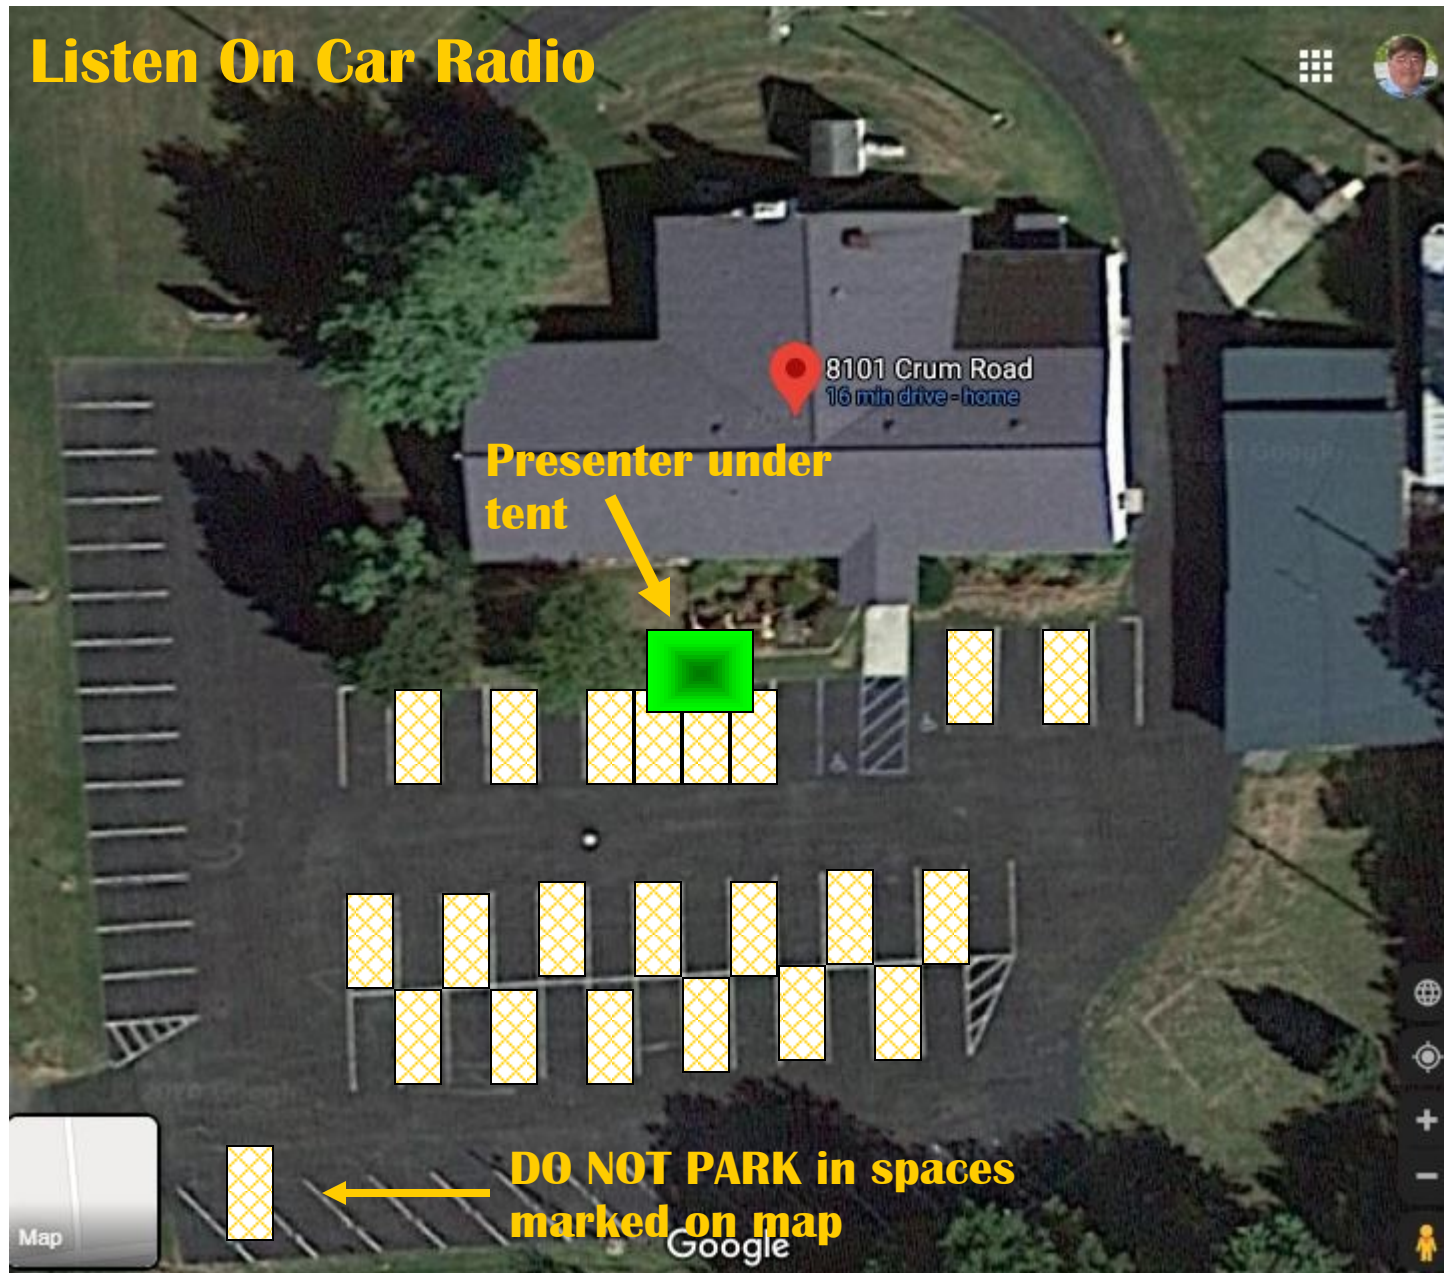 Listen On Car Radio
8101 Crum Road
16 min drive - home
Presenter under
tent
DO NOT PARK in spaces
marked on map
Map
Google